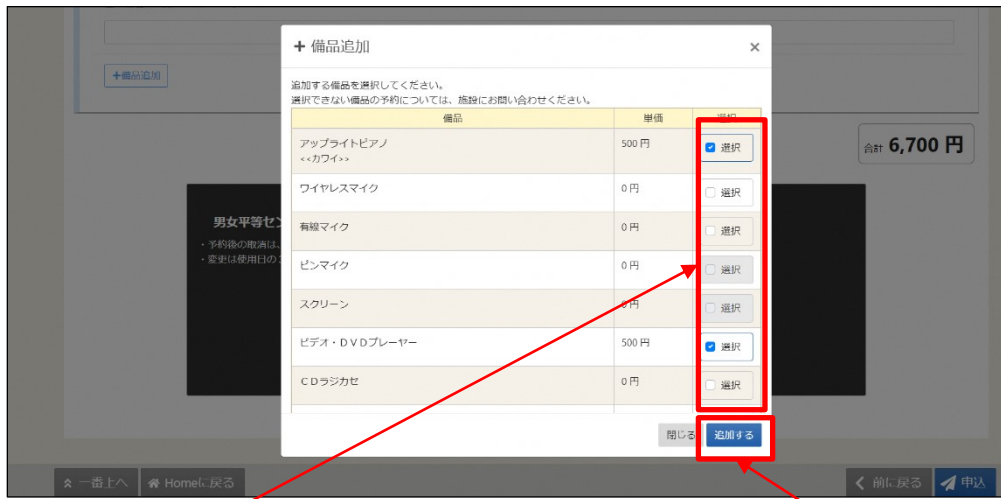 +備品追加
+ 備品追加
×
追加する備品を選択してください。
選択できない備品の予約については、施設にお問い合わせください。
備品 単価 選択
アップライトピアノ 500 円 選択
<<カワイ>>
ワイヤレスマイク 0 円 選択
有線マイク 0 円 選択
ピンマイク 0 円 選択
スクリーン 0 円 選択
ビデオ・DVDプレーヤー 500 円 選択
CDラジカセ 0 円 選択
閉じる 追加する
合計 6,700 円
男女平等セン
・予約後の取消は、
・変更は使用日の
一番上へ Homeに戻る
前に戻る 申込